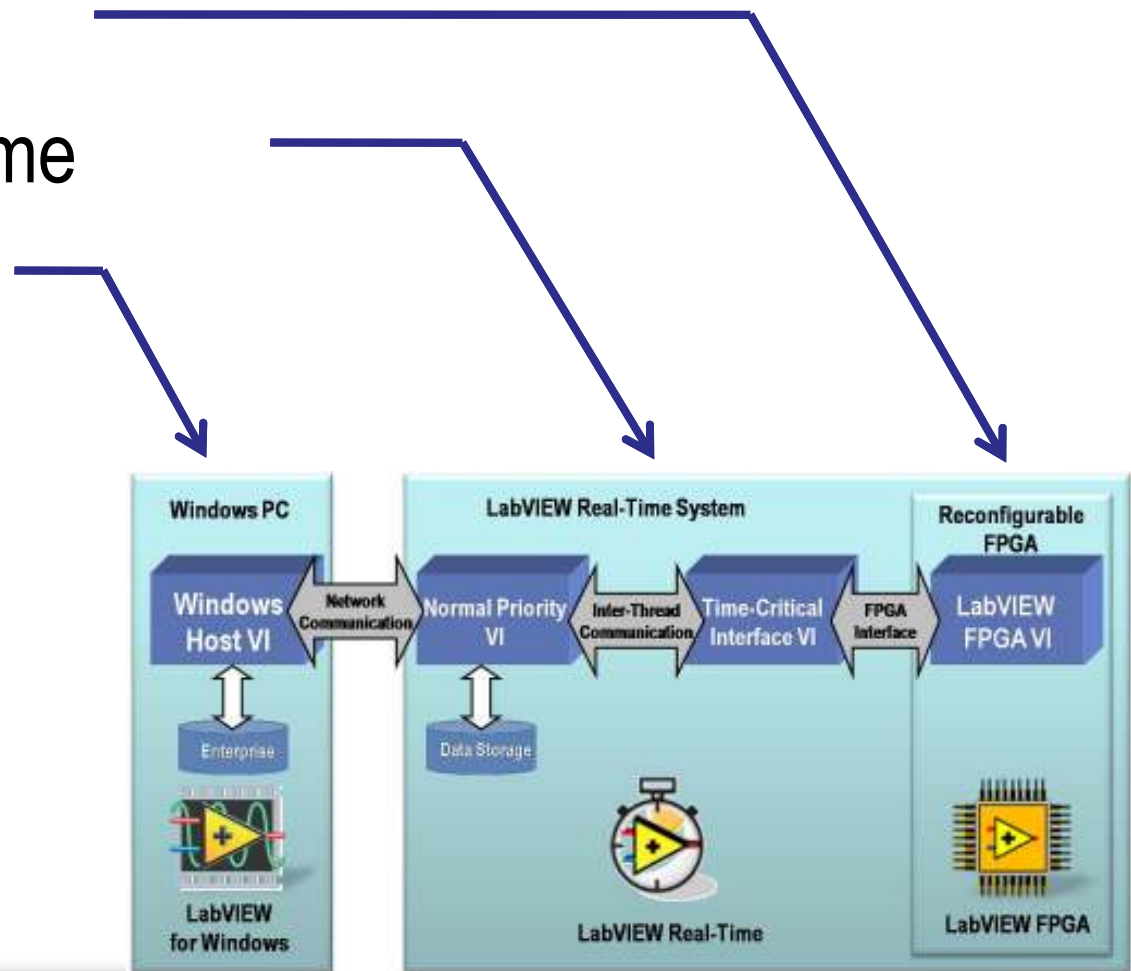 me
Windows PC
LabVIEW Real-Time System
Reconfigurable
FPGA
Windows
Host VI
Network
Communication
Normal Priority
VI
Inter-Thread
Communication
Time-Critical
Interface VI
FPGA
Interface
LabVIEW
FPGA VI
Enterprise
Data Storage
LabVIEW
for Windows
LabVIEW Real-Time
LabVIEW FPGA